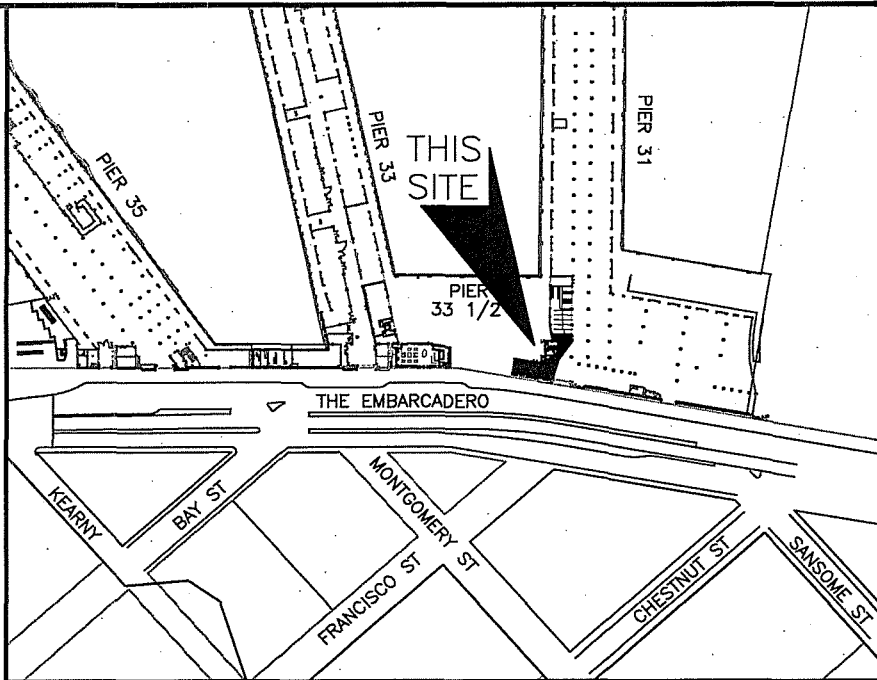 PIER 35
PIER 33
THIS
SITE
PIER 31
PIER
33 1/2
THE EMBARCADERO
KEARNY
BAY ST
MONTGOMERY ST
FRANCISCO ST
CHESTNUT ST
SANSOME ST